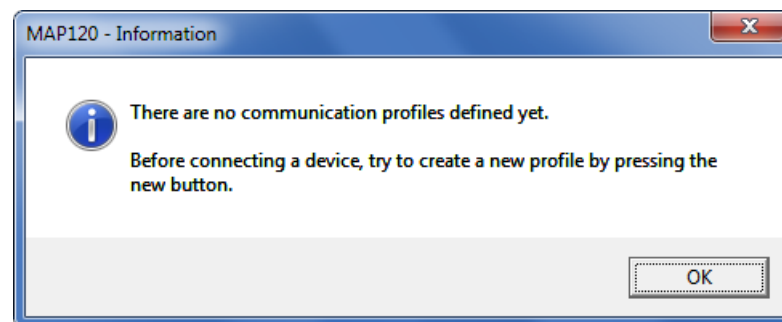 MAP120 - Information
There are no communication profiles defined yet.
Before connecting a device, try to create a new profile by pressing the
new button.
OK